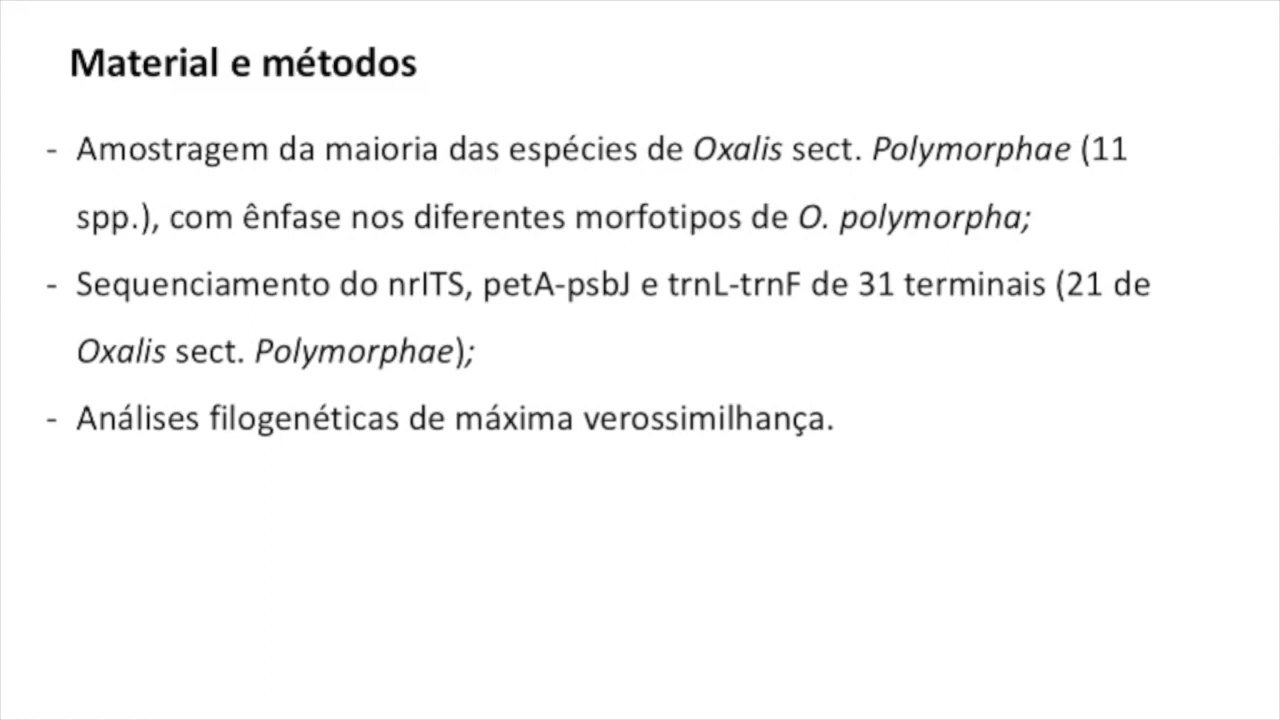 Material e métodos
- Amostragem da maioria das espécies de Oxalis sect. Polymorphae (11
spp.), com ênfase nos diferentes morfotipos de O. polymorpha;
- Sequenciamento do nrITS, petA-psbJ e trnL-trnF de 31 terminais (21 de
Oxalis sect. Polymorphae);
- Análises filogenéticas de máxima verossimilhança.